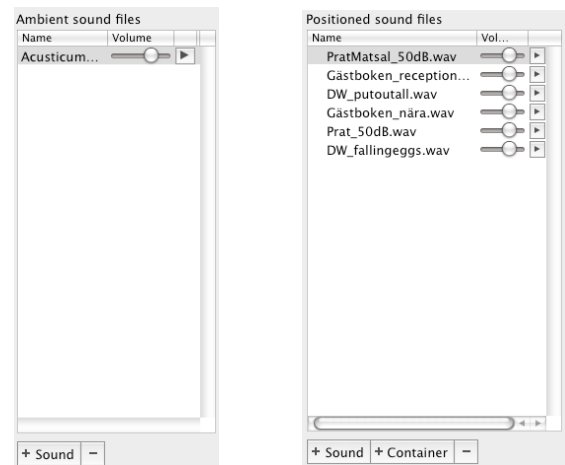 Ambient sound files
Name Volume
Acusticum...
+ Sound −
Positioned sound files
Name Vol...
PratMatsal_50dB.wav
Gästboken_reception...
DW_putoutall.wav
Gästboken_nära.wav
Prat_50dB.wav
DW_fallingeggs.wav
+ Sound + Container −